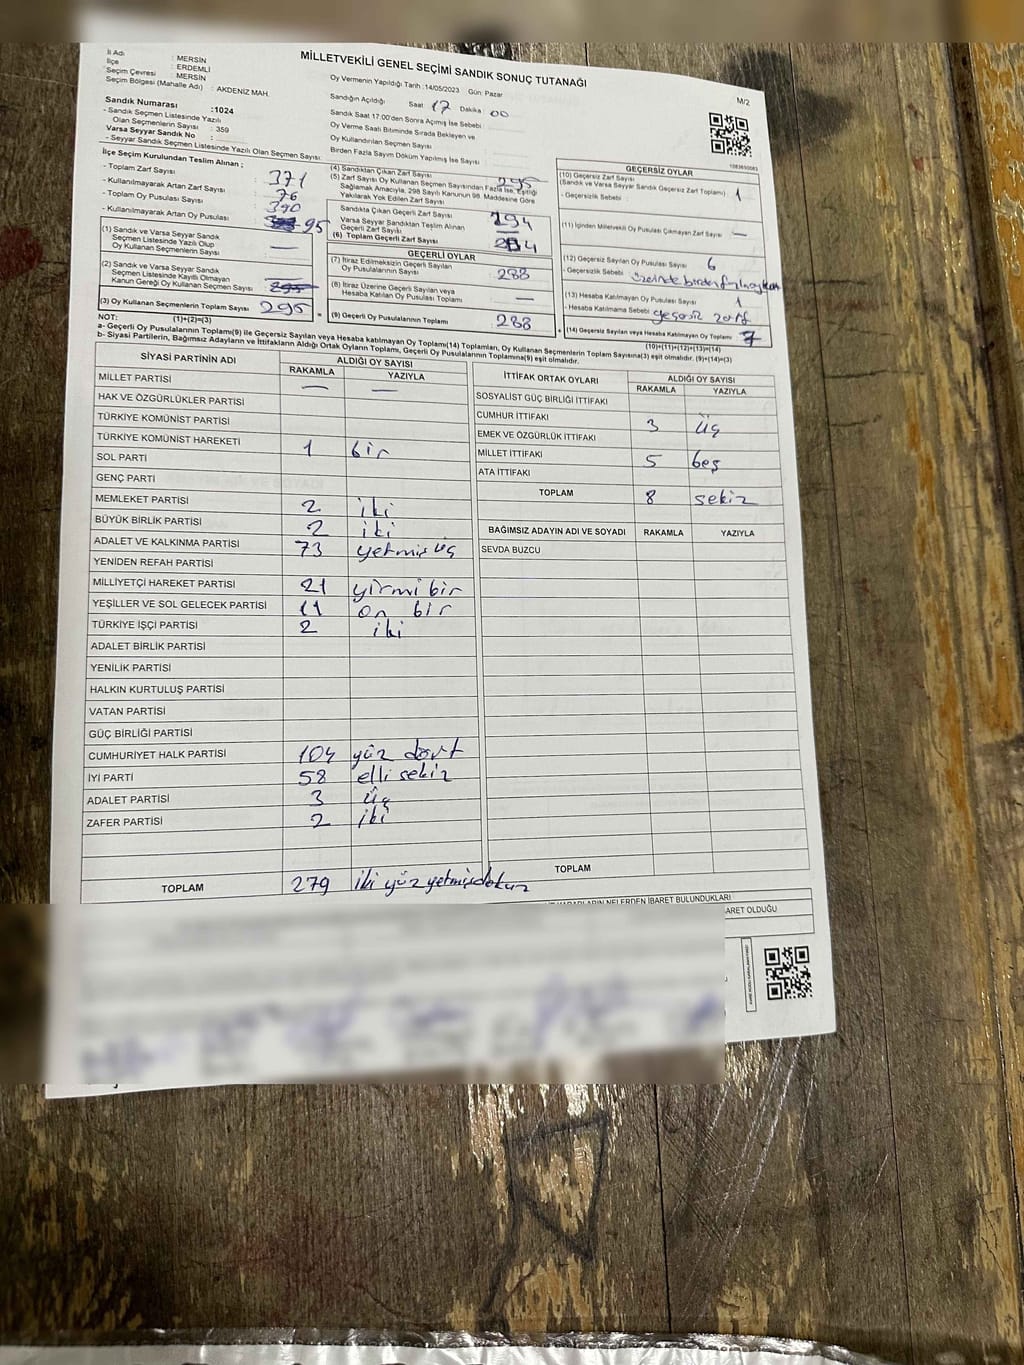 MİLLETVEKİLİ GENEL SEÇİMİ SANDIK SONUÇ TUTANAĞI
M/2
İl Adı : MERSİN
İlçe : ERDEMLİ
Seçim Çevresi : MERSİN
Seçim Bölgesi (Mahalle Adı) : AKDENİZ MAH.
Sandık Numarası :1024
- Sandık Seçmen Listesinde Yazılı
Olan Seçmenlerin Sayısı : 359
Varsa Seyyar Sandık No :
- Seyyar Sandık Seçmen Listesinde Yazılı Olan Seçmen Sayısı:
Oy Vermenin Yapıldığı Tarih :14/05/2023 Gün: Pazar
Sandığın Açıldığı Saat 17 Dakika 00
Sandık Saat 17.00'den Sonra Açmış İse Sebebi :
Oy Verme Saati Bitiminde Sırada Bekleyen ve
Oy Kullandırılan Seçmen Sayısı :
Birden Fazla Sayım Döküm Yapılmış İse Sayısı :
İlçe Seçim Kurulundan Teslim Alınan ;
- Toplam Zarf Sayısı : 371
- Kullanılmayarak Artan Zarf Sayısı : 76
- Toplam Oy Pusulası Sayısı : 390
- Kullanılmayarak Artan Oy Pusulası : 95
(1) Sandık ve Varsa Seyyar Sandık
Seçmen Listesinde Yazılı Olup
Oy Kullanan Seçmenlerin Sayısı : —
(2) Sandık ve Varsa Seyyar Sandık
Seçmen Listesinde Kayıtlı Olmayan
Kanun Gereği Oy Kullanan Seçmen Sayısı : 295
(3) Oy Kullanan Seçmenlerin Toplam Sayısı : 295
(1)+(2)=(3)
(4) Sandıktan Çıkan Zarf Sayısı : 295
(5) Zarf Sayısı Oy Kullanan Seçmen Sayısından Fazla İse, Eşitliği
Sağlamak Amacıyla, 298 Sayılı Kanunun 98. Maddesine Göre
Yakılarak Yok Edilen Zarf Sayısı :
Sandıkta Çıkan Geçerli Zarf Sayısı 294
Varsa Seyyar Sandıktan Teslim Alınan
Geçerli Zarf Sayısı —
(6) Toplam Geçerli Zarf Sayısı 294
GEÇERLİ OYLAR
(7) İtiraz Edilmeksizin Geçerli Sayılan
Oy Pusulalarının Sayısı : 288
(8) İtiraz Üzerine Geçerli Sayılan veya
Hesaba Katılan Oy Pusulası Toplamı : —
(9) Geçerli Oy Pusulalarının Toplamı : 288
GEÇERSİZ OYLAR
(10) Geçersiz Zarf Sayısı
(Sandık ve Varsa Seyyar Sandık Geçersiz Zarf Toplamı) : 1
- Geçersizlik Sebebi :
(11) İçinden Milletvekili Oy Pusulası Çıkmayan Zarf Sayısı : —
(12) Geçersiz Sayılan Oy Pusulası Sayısı : 6
- Geçersizlik Sebebi :
(13) Hesaba Katılmayan Oy Pusulası Sayısı : 1
- Hesaba Katılmama Sebebi : geçersiz zarf
(14) Geçersiz Sayılan veya Hesaba Katılmayan Oy Toplamı : 7
(10)+(11)+(12)+(13)=(14)
NOT:
a- Geçerli Oy Pusulalarının Toplamı(9) ile Geçersiz Sayılan veya Hesaba katılmayan Oy Toplamı(14) Toplamları, Oy Kullanan Seçmenlerin Toplam Sayısına(3) eşit olmalıdır. (9)+(14)=(3)
b- Siyasi Partilerin, Bağımsız Adayların ve İttifakların Aldığı Ortak Oyların Toplamı, Geçerli Oy Pusulalarının Toplamına(9) eşit olmalıdır.
SİYASİ PARTİNİN ADI ALDIĞI OY SAYISI
RAKAMLA YAZIYLA
MİLLET PARTİSİ — —
HAK VE ÖZGÜRLÜKLER PARTİSİ
TÜRKİYE KOMÜNİST PARTİSİ
TÜRKİYE KOMÜNİST HAREKETİ 1 bir
SOL PARTİ
GENÇ PARTİ
MEMLEKET PARTİSİ 2 iki
BÜYÜK BİRLİK PARTİSİ 2 iki
ADALET VE KALKINMA PARTİSİ 73 yetmiş üç
YENİDEN REFAH PARTİSİ
MİLLİYETÇİ HAREKET PARTİSİ 21 yirmi bir
YEŞİLLER VE SOL GELECEK PARTİSİ 11 on bir
TÜRKİYE İŞÇİ PARTİSİ 2 iki
ADALET BİRLİK PARTİSİ
YENİLİK PARTİSİ
HALKIN KURTULUŞ PARTİSİ
VATAN PARTİSİ
GÜÇ BİRLİĞİ PARTİSİ
CUMHURİYET HALK PARTİSİ 104 yüz dört
İYİ PARTİ 58 elli sekiz
ADALET PARTİSİ 3 üç
ZAFER PARTİSİ 2 iki
TOPLAM 279 iki yüz yetmişdokuz
İTTİFAK ORTAK OYLARI ALDIĞI OY SAYISI
RAKAMLA YAZIYLA
SOSYALİST GÜÇ BİRLİĞİ İTTİFAKI
CUMHUR İTTİFAKI 3 üç
EMEK VE ÖZGÜRLÜK İTTİFAKI
MİLLET İTTİFAKI 5 beş
ATA İTTİFAKI
TOPLAM 8 sekiz
BAĞIMSIZ ADAYIN ADI VE SOYADI RAKAMLA YAZIYLA
SEVDA BUZCU
TOPLAM
NELERDEN İBARET BULUNDUKLARI